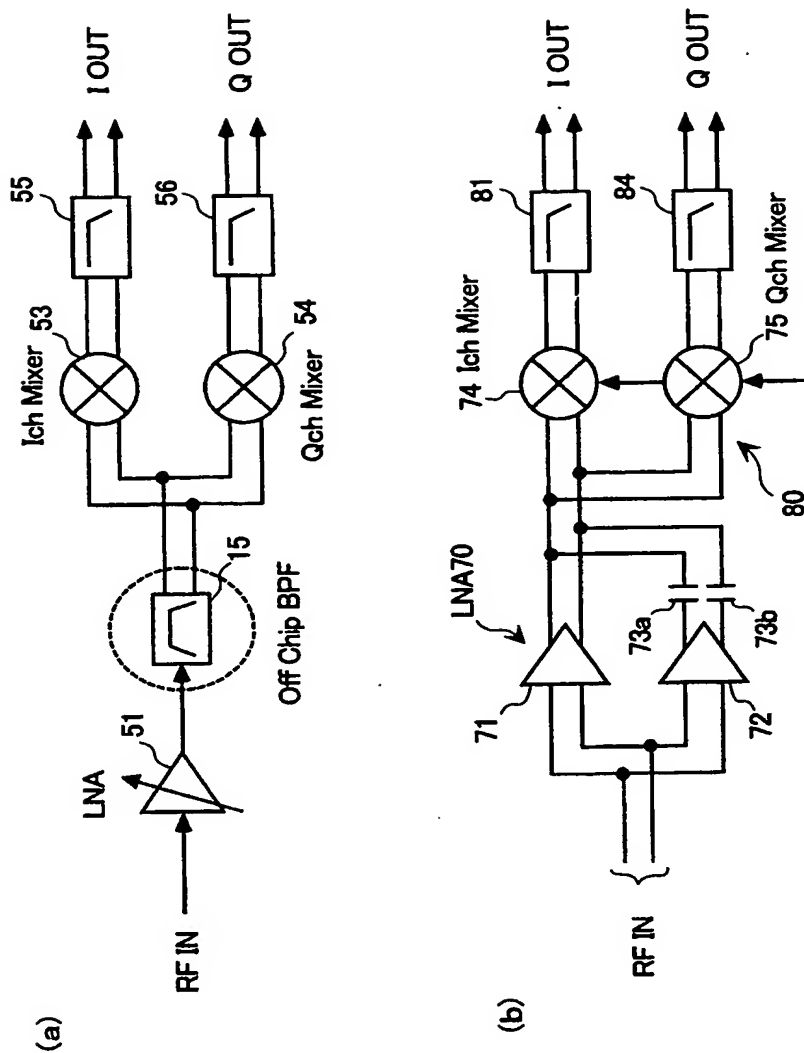 (a)
RF IN
LNA
51
Off Chip BPF
15
Ich Mixer
53
Qch Mixer
54
55
56
I OUT
Q OUT
(b)
RF IN
71
72
LNA70
73a
73b
74
Ich Mixer
75
Qch Mixer
80
81
84
I OUT
Q OUT